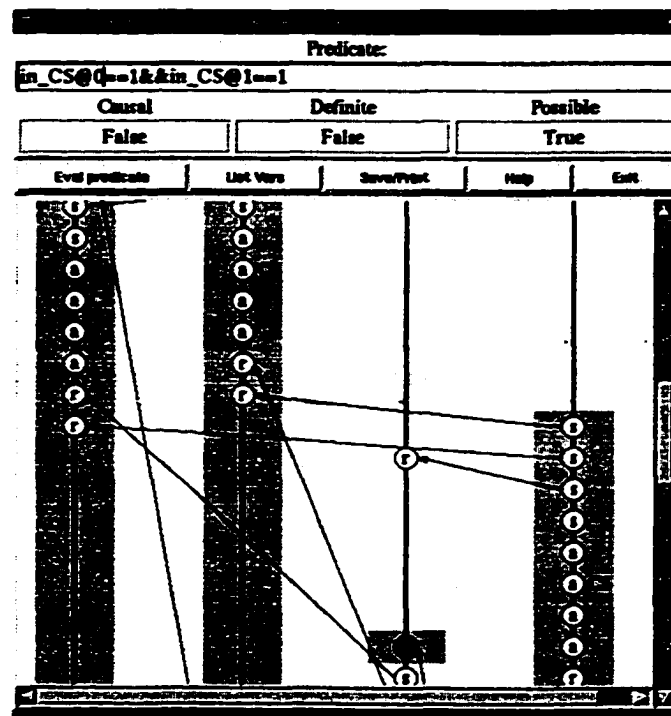 Predicate:
in_CS@0==1&&in_CS@1==1
Causal Definite Possible
False False True
Eval predicate List Vars Save/Print Help Exit
s s
n n
n n
n n
n n
n r
r r s
r s
r s
s
n
n
n
n
s r